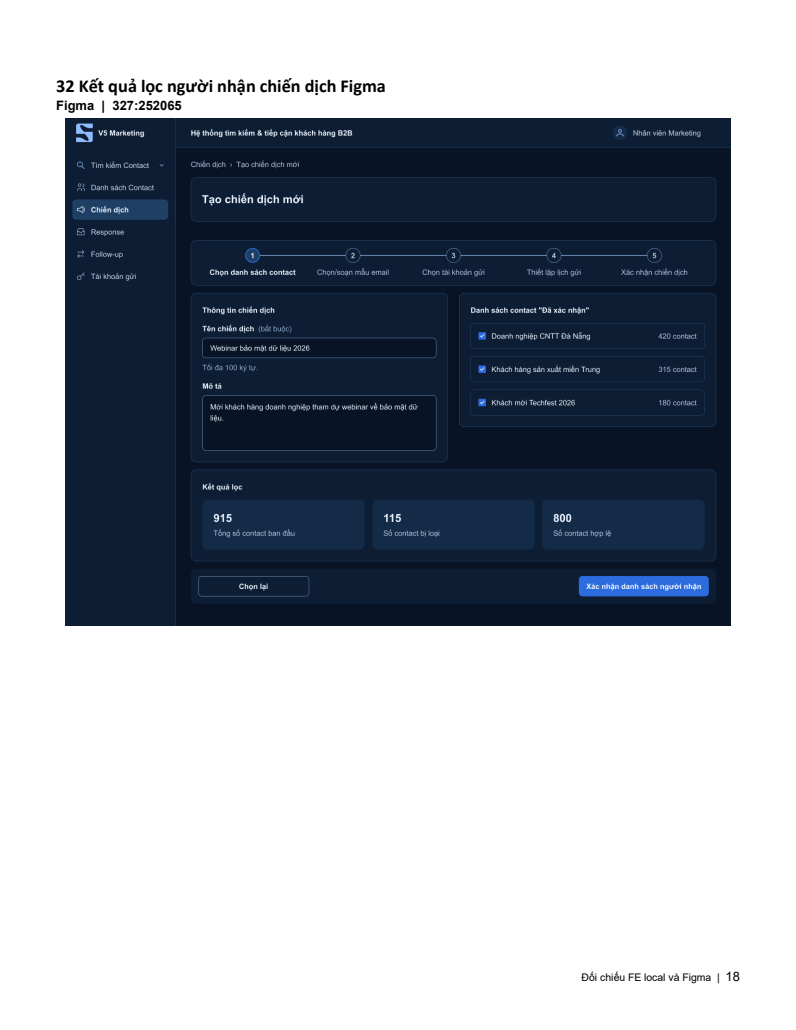 32 Kết quả lọc người nhận chiến dịch Figma
Figma | 327:252065
V5 Marketing
Hệ thống tìm kiếm & tiếp cận khách hàng B2B
Nhân viên Marketing
Tìm kiếm Contact
Danh sách Contact
Chiến dịch
Response
Follow-up
Tài khoản gửi
Chiến dịch › Tạo chiến dịch mới
Tạo chiến dịch mới
1 2 3 4 5
Chọn danh sách contact Chọn/soạn mẫu email Chọn tài khoản gửi Thiết lập lịch gửi Xác nhận chiến dịch
Thông tin chiến dịch
Tên chiến dịch (bắt buộc)
Webinar bảo mật dữ liệu 2026
Tối đa 100 ký tự.
Mô tả
Mời khách hàng doanh nghiệp tham dự webinar về bảo mật dữ
liệu.
Danh sách contact "Đã xác nhận"
Doanh nghiệp CNTT Đà Nẵng 420 contact
Khách hàng sản xuất miền Trung 315 contact
Khách mời Techfest 2026 180 contact
Kết quả lọc
915 115 800
Tổng số contact ban đầu Số contact bị loại Số contact hợp lệ
Chọn lại Xác nhận danh sách người nhận
Đối chiếu FE local và Figma | 18